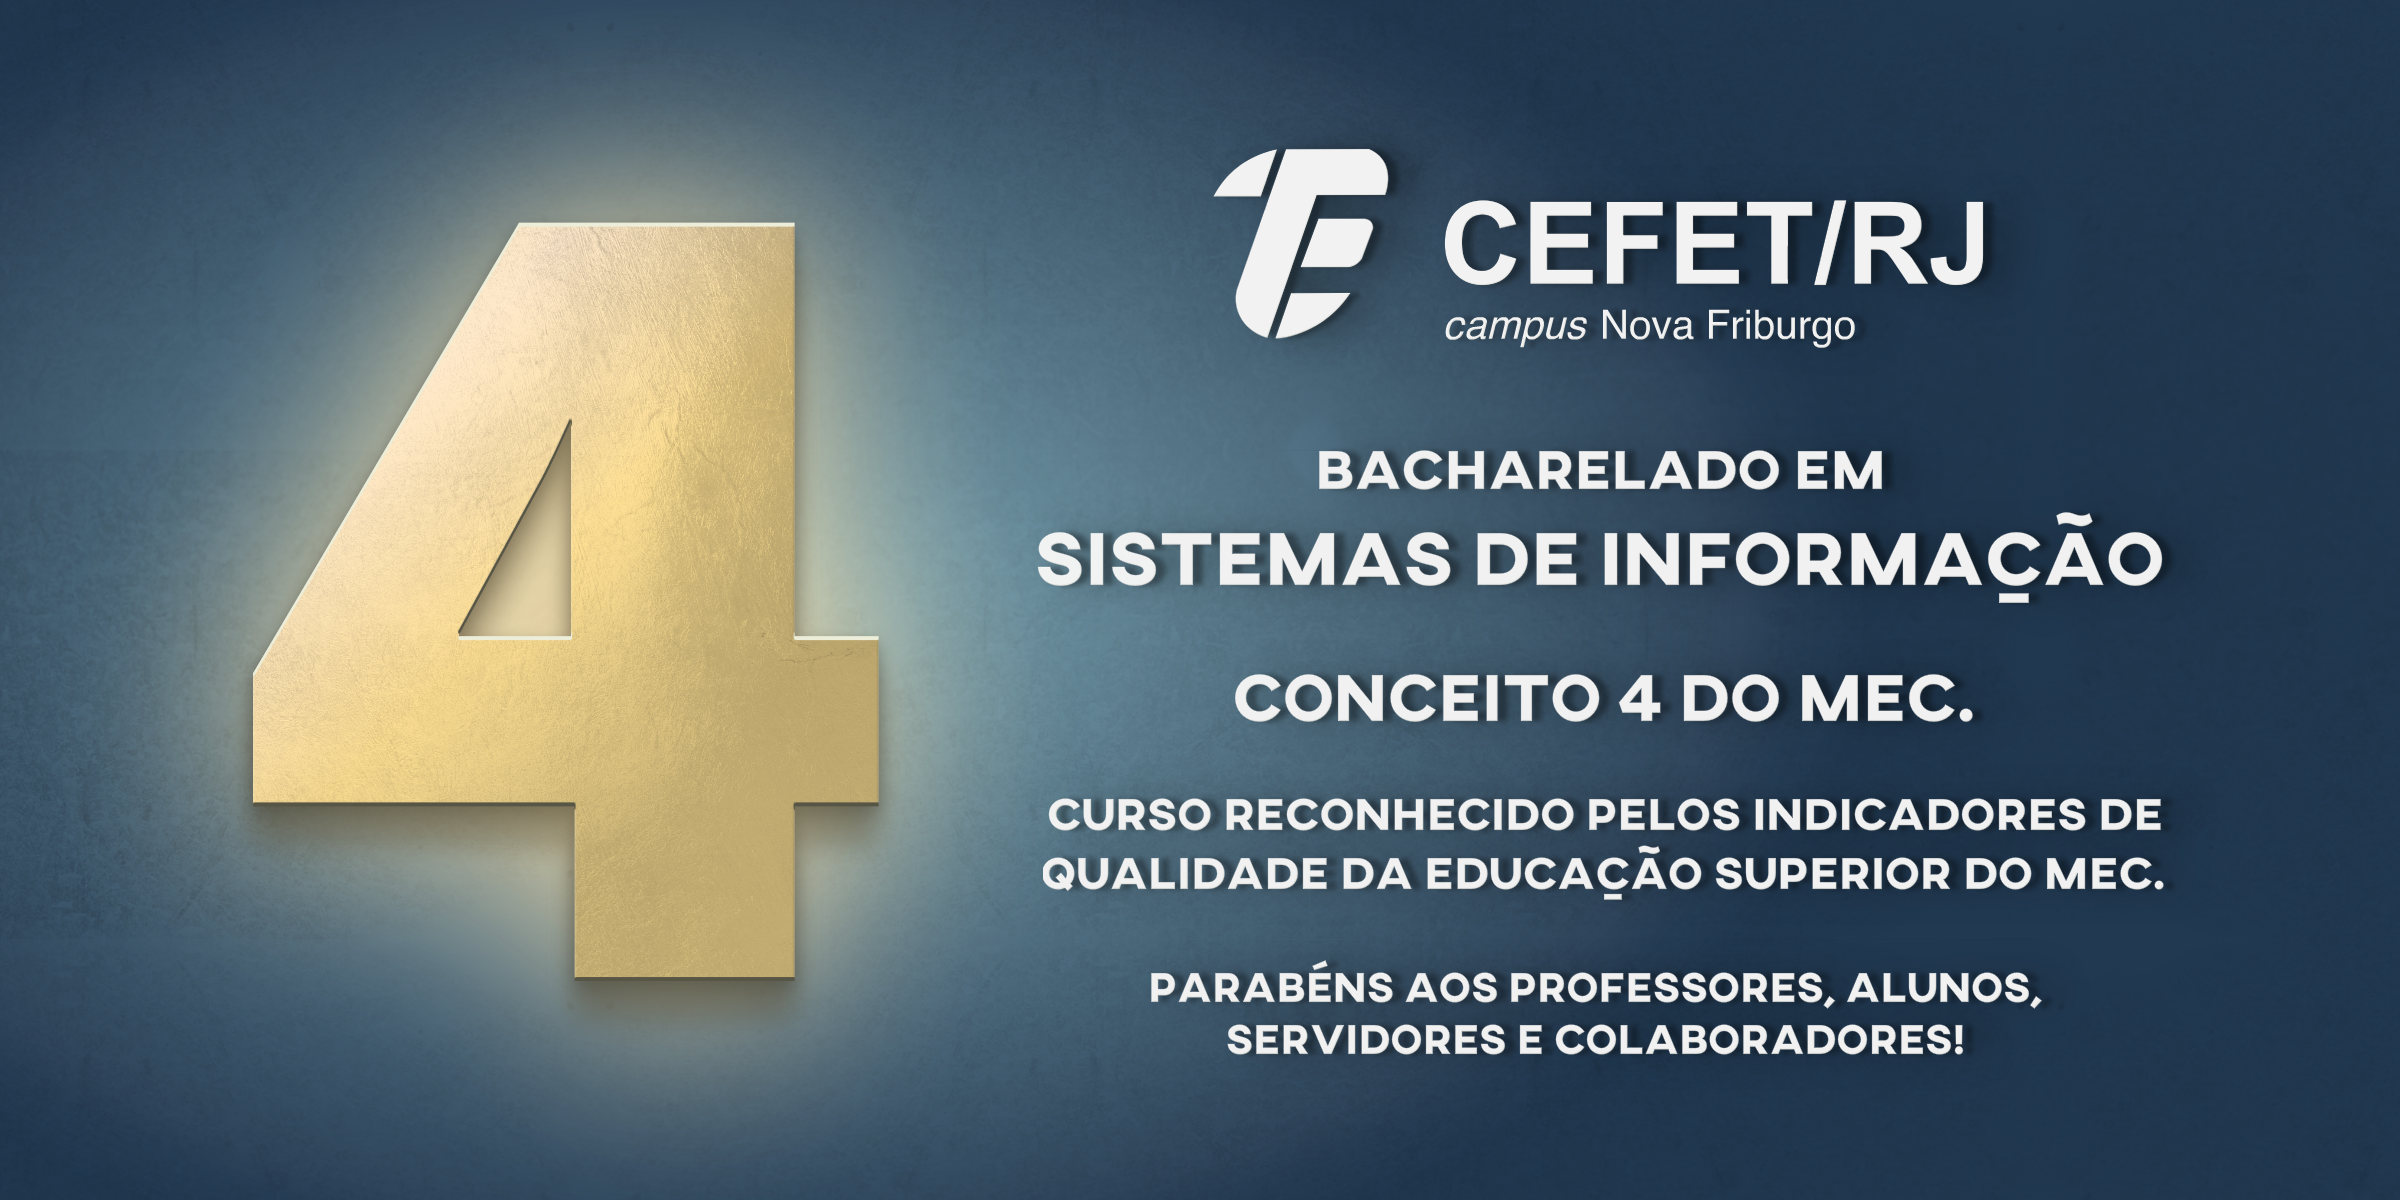 4
CEFET/RJ
campus Nova Friburgo
BACHARELADO EM
SISTEMAS DE INFORMAÇÃO
CONCEITO 4 DO MEC.
CURSO RECONHECIDO PELOS INDICADORES DE
QUALIDADE DA EDUCAÇÃO SUPERIOR DO MEC.
PARABÉNS AOS PROFESSORES, ALUNOS,
SERVIDORES E COLABORADORES!